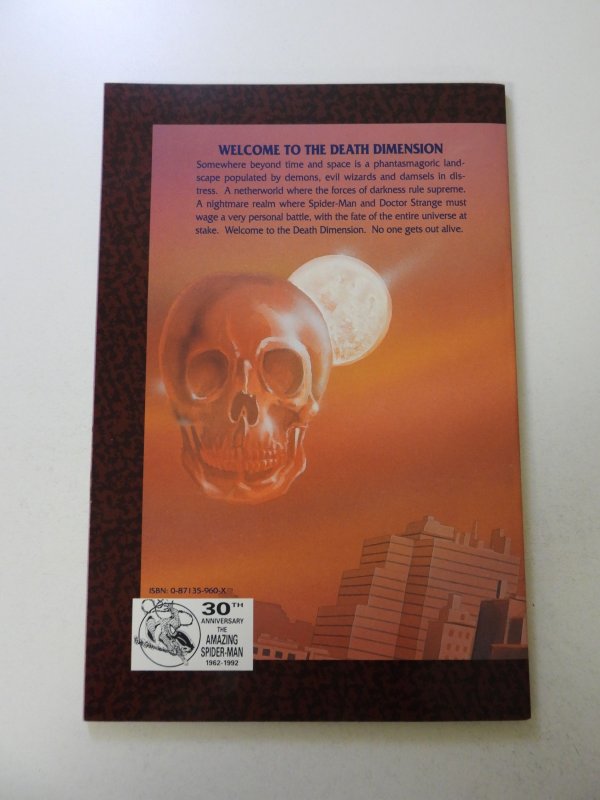 WELCOME TO THE DEATH DIMENSION
Somewhere beyond time and space is a phantasmagoric land-
scape populated by demons, evil wizards and damsels in dis-
tress. A netherworld where the forces of darkness rule supreme.
A nightmare realm where Spider-Man and Doctor Strange must
wage a very personal battle, with the fate of the entire universe at
stake. Welcome to the Death Dimension. No one gets out alive.
ISBN: 0-87135-960-X
30TH
ANNIVERSARY
THE
AMAZING
SPIDER-MAN
1962-1992